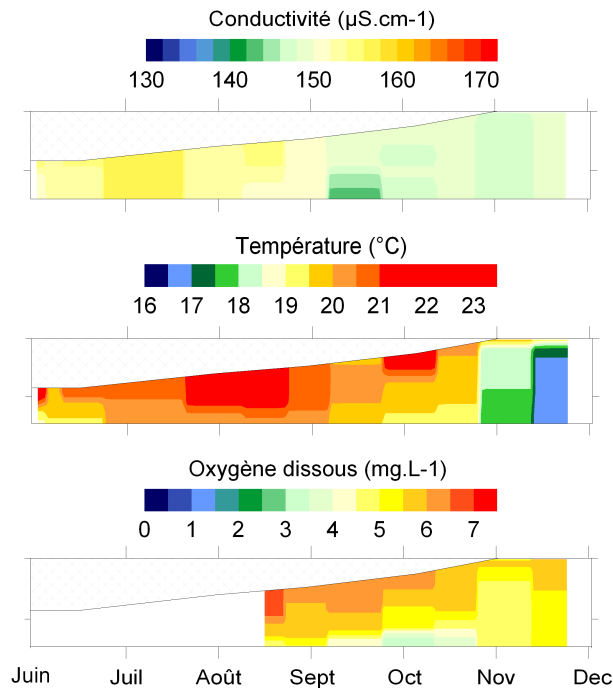 Conductivité (µS.cm-1)
130 140 150 160 170
Température (°C)
16 17 18 19 20 21 22 23
Oxygène dissous (mg.L-1)
0 1 2 3 4 5 6 7
Juin Juil Août Sept Oct Nov Dec